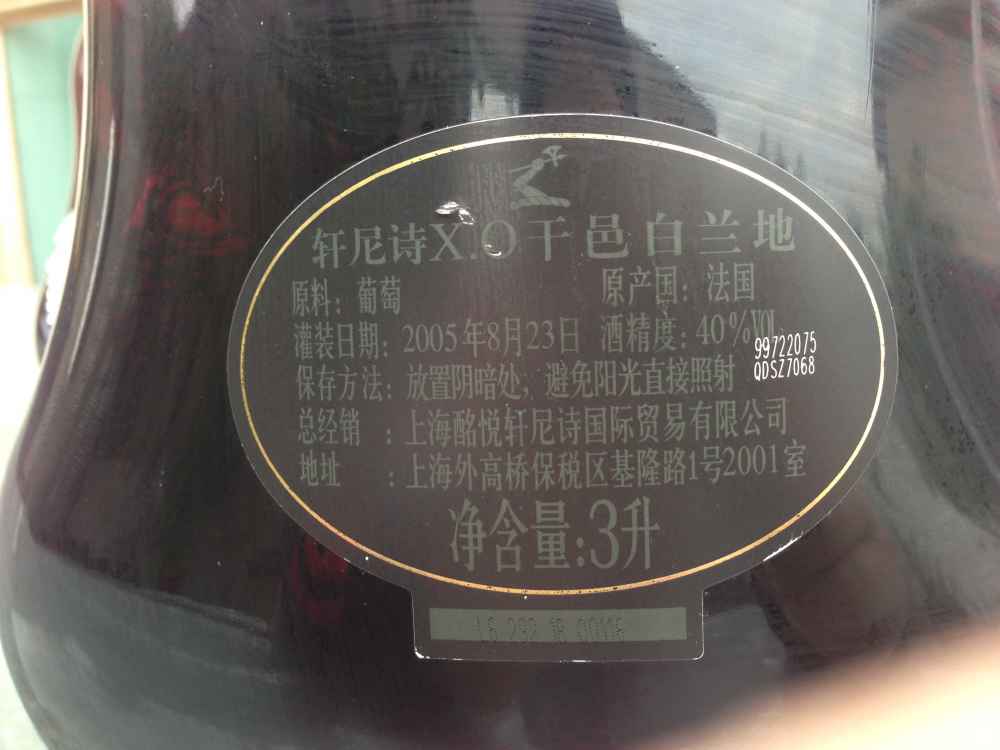 轩尼诗X.O干邑白兰地
原料：葡萄 原产国：法国
灌装日期：2005年8月23日 酒精度：40%VOL
99722075
QDSZ7068
保存方法：放置阴暗处，避免阳光直接照射
总经销：上海酩悦轩尼诗国际贸易有限公司
地址：上海外高桥保税区基隆路1号2001室
净含量：3升